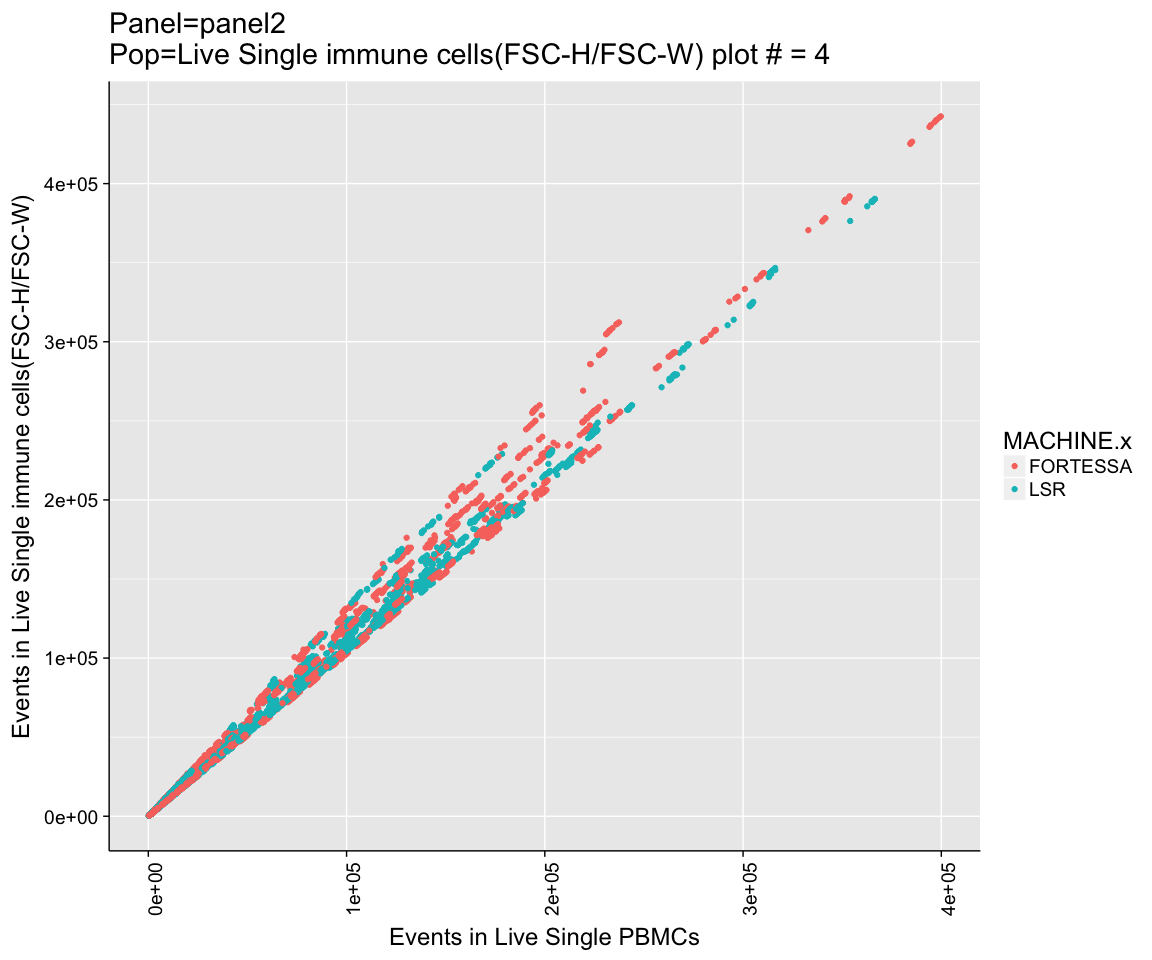 Panel=panel2
Pop=Live Single immune cells(FSC-H/FSC-W) plot # = 4
Events in Live Single immune cells(FSC-H/FSC-W)
4e+05
3e+05
2e+05
1e+05
0e+00
0e+00
1e+05
2e+05
3e+05
4e+05
Events in Live Single PBMCs
MACHINE.x
FORTESSA
LSR